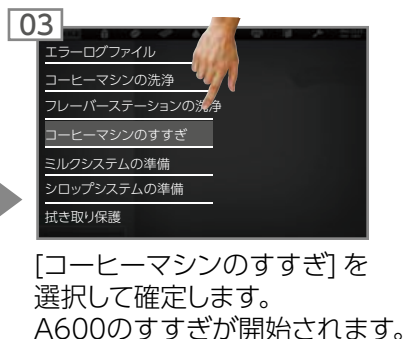 03
エラーログファイル
コーヒーマシンの洗浄
フレーバーステーションの洗浄
コーヒーマシンのすすぎ
ミルクシステムの準備
シロップシステムの準備
拭き取り保護
[コーヒーマシンのすすぎ] を
選択して確定します。
A600のすすぎが開始されます。